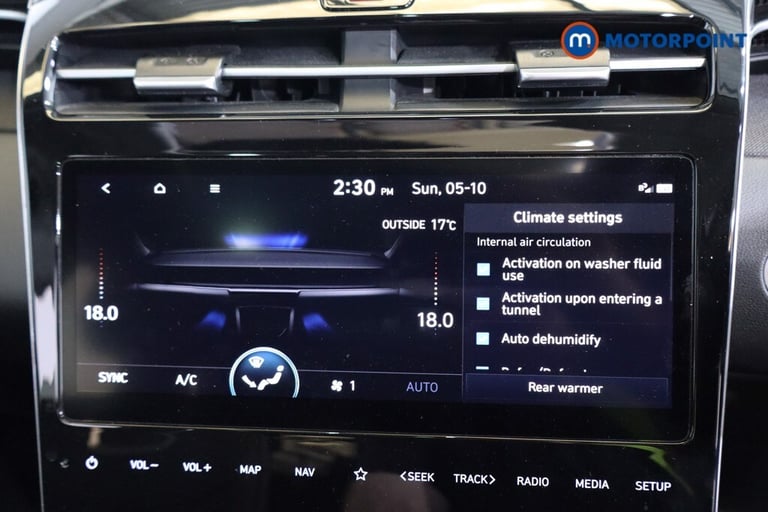 m MOTORPOINT
2:30 PM Sun, 05-10
OUTSIDE 17°C
Climate settings
Internal air circulation
Activation on washer fluid
use
Activation upon entering a
tunnel
Auto dehumidify
Rear warmer
18.0
18.0
SYNC A/C 1 AUTO
VOL− VOL+ MAP NAV <SEEK TRACK> RADIO MEDIA SETUP